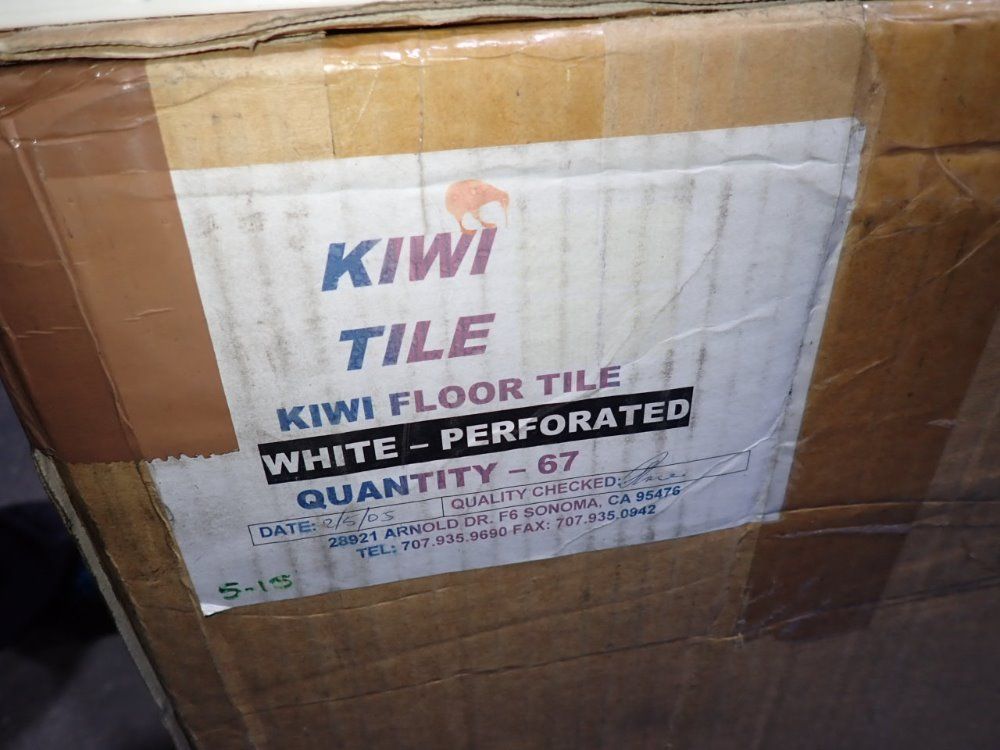 KIWI
TILE
KIWI FLOOR TILE
WHITE – PERFORATED
QUANTITY – 67
DATE: 2/5/05 QUALITY CHECKED:
28921 ARNOLD DR. F6 SONOMA, CA 95476
TEL: 707.935.9690 FAX: 707.935.0942
5-15